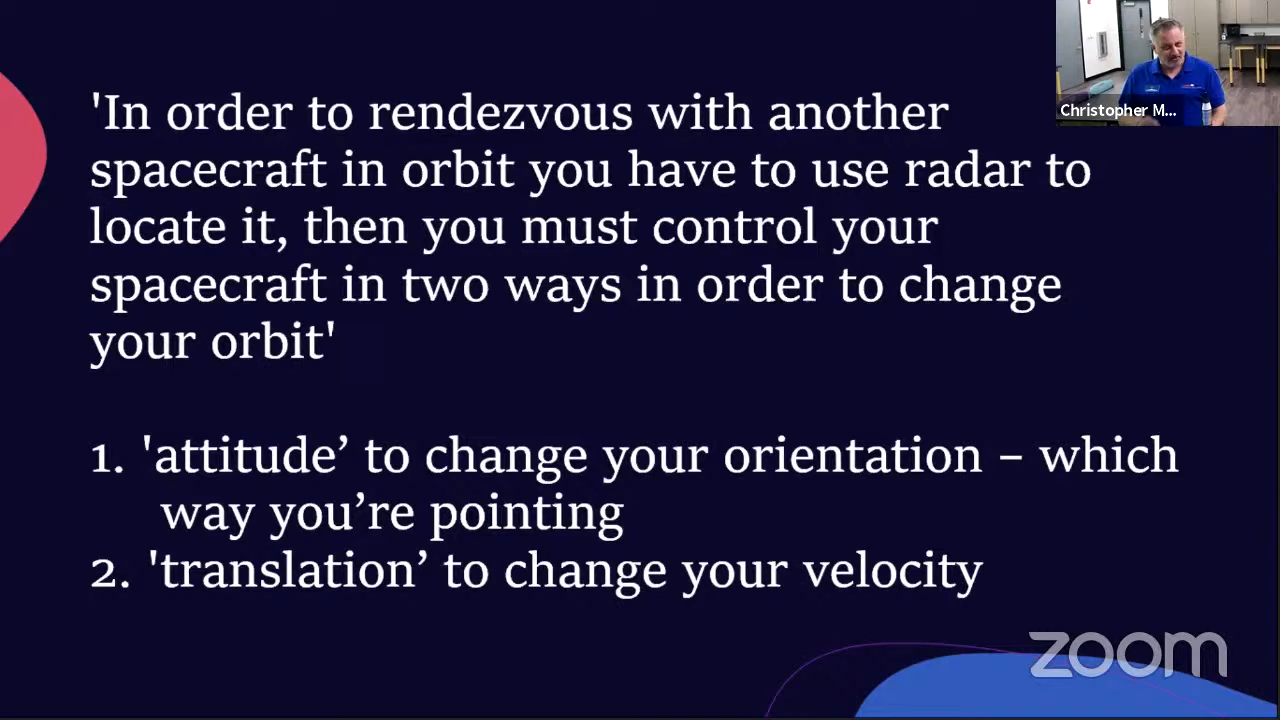 'In order to rendezvous with another
spacecraft in orbit you have to use radar to
locate it, then you must control your
spacecraft in two ways in order to change
your orbit'
1. 'attitude’ to change your orientation – which
way you’re pointing
2. 'translation’ to change your velocity
Christopher M...
zoom